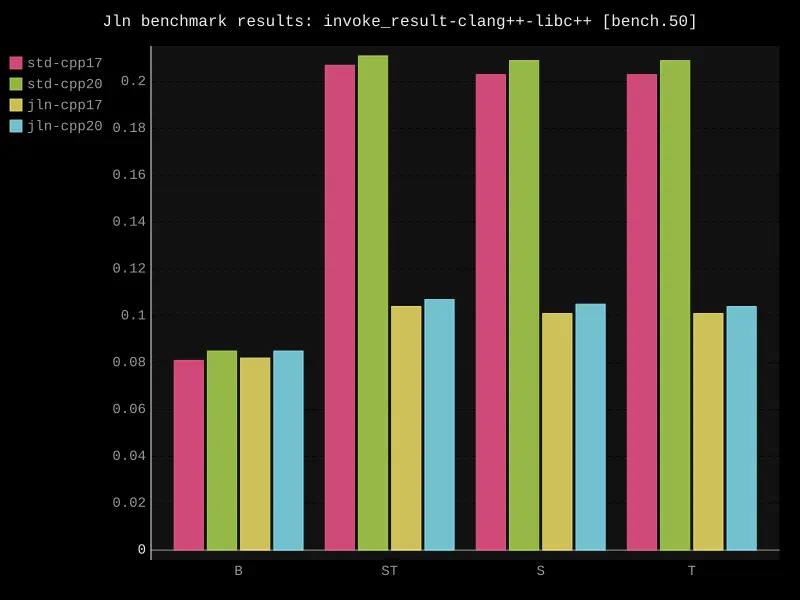 Jln benchmark results: invoke_result-clang++-libc++ [bench.50]
std-cpp17
std-cpp20
jln-cpp17
jln-cpp20
0.2
0.18
0.16
0.14
0.12
0.1
0.08
0.06
0.04
0.02
0
B ST S T